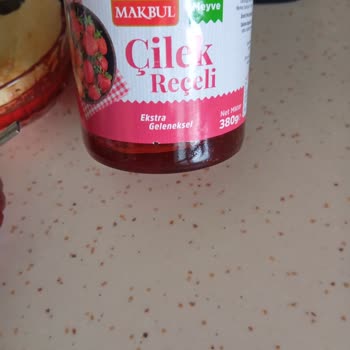 MAKBUL
Meyve
Çilek
Reçeli
Ekstra
Geleneksel
Net Miktar
380g